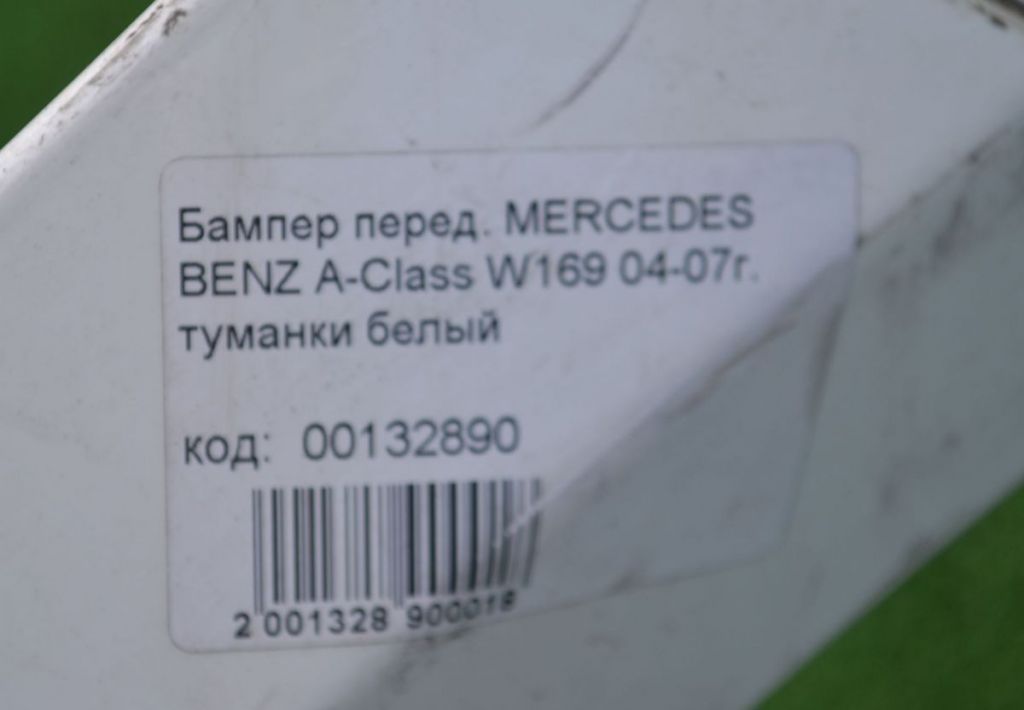 Бампер перед. MERCEDES
BENZ A-Class W169 04-07г.
туманки белый
код: 00132890
2 001328 900018